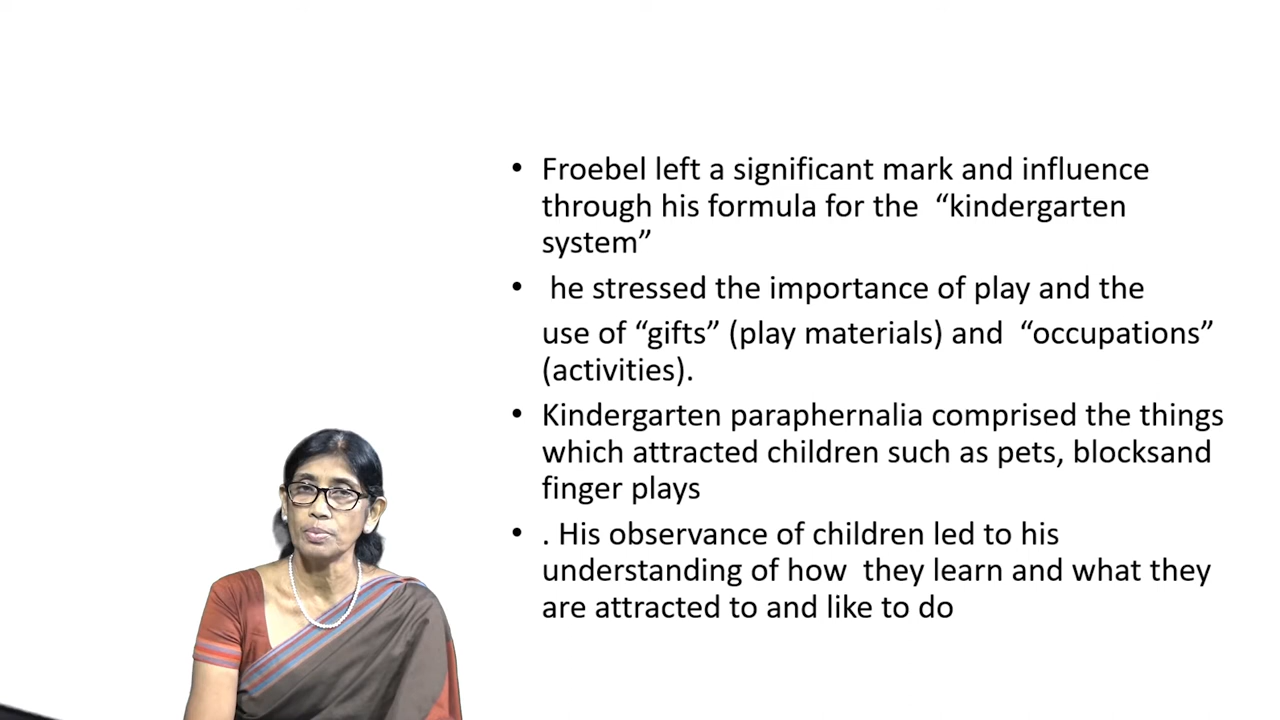 • Froebel left a significant mark and influence
through his formula for the “kindergarten
system”
• he stressed the importance of play and the
use of “gifts” (play materials) and “occupations”
(activities).
• Kindergarten paraphernalia comprised the things
which attracted children such as pets, blocksand
finger plays
• . His observance of children led to his
understanding of how they learn and what they
are attracted to and like to do